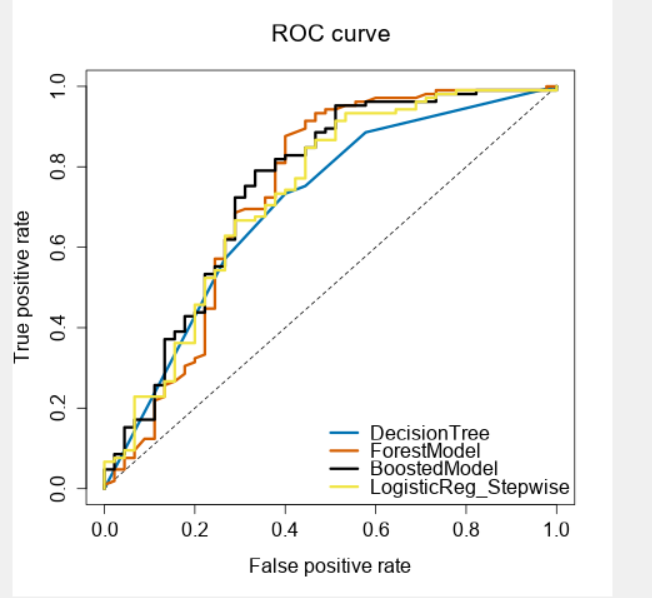 ROC curve
1.0
0.8
0.6
0.4
0.2
0.0
True positive rate
DecisionTree
ForestModel
BoostedModel
LogisticReg_Stepwise
0.0 0.2 0.4 0.6 0.8 1.0
False positive rate